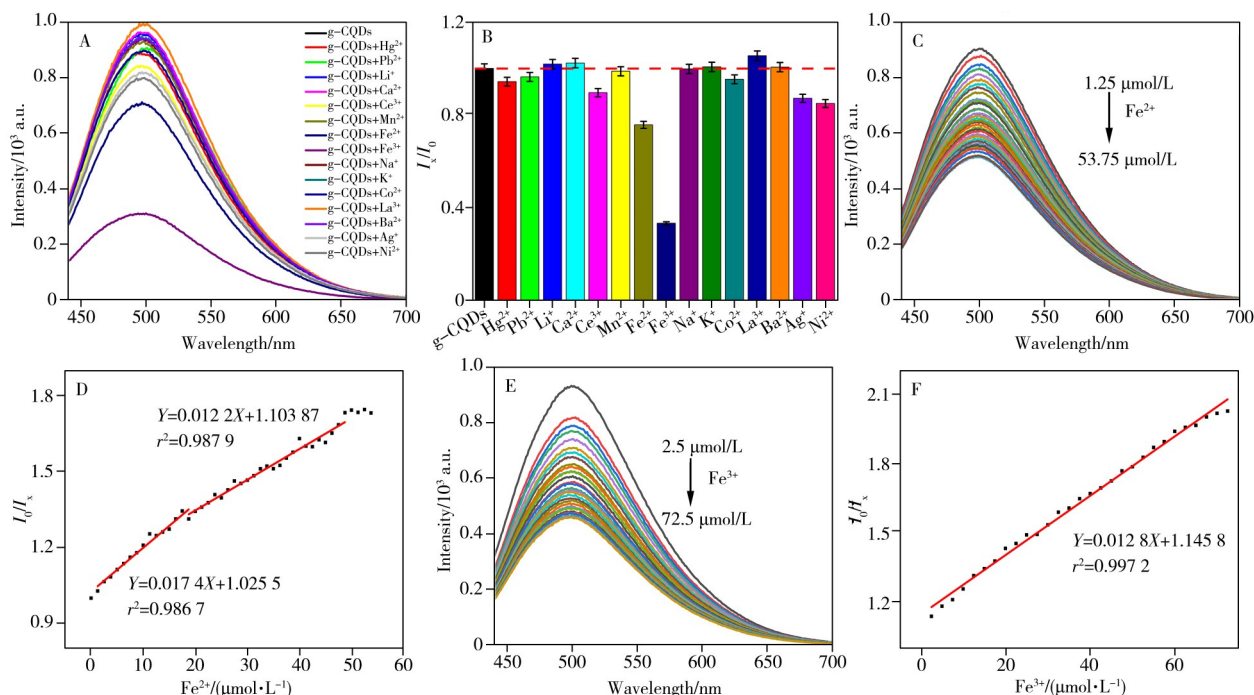 A
1.0
0.8
0.6
0.4
0.2
0
450
500
550
600
650
700
Intensity/10³ a.u.
Wavelength/nm
g-CQDs
g-CQDs+Hg²⁺
g-CQDs+Pb²⁺
g-CQDs+Li⁺
g-CQDs+Ca²⁺
g-CQDs+Ce³⁺
g-CQDs+Mn²⁺
g-CQDs+Fe²⁺
g-CQDs+Fe³⁺
g-CQDs+Na⁺
g-CQDs+K⁺
g-CQDs+Co²⁺
g-CQDs+La³⁺
g-CQDs+Ba²⁺
g-CQDs+Ag⁺
g-CQDs+Ni²⁺
B
1.2
0.8
0.4
0
Iₓ/I₀
g-CQDs
Hg²⁺
Pb²⁺
Li⁺
Ca²⁺
Ce³⁺
Mn²⁺
Fe²⁺
Fe³⁺
Na⁺
K⁺
Co²⁺
La³⁺
Ba²⁺
Ag⁺
Ni²⁺
C
1.0
0.8
0.6
0.4
0.2
0
450
500
550
600
650
700
Intensity/10³ a.u.
Wavelength/nm
1.25 μmol/L
Fe²⁺
53.75 μmol/L
D
1.8
1.5
1.2
0.9
0
10
20
30
40
50
60
I₀/Iₓ
Fe²⁺/(μmol·L⁻¹)
Y=0.012 2X+1.103 87
r²=0.987 9
Y=0.017 4X+1.025 5
r²=0.986 7
E
1.0
0.8
0.6
0.4
0.2
0
450
500
550
600
650
700
Intensity/10³ a.u.
Wavelength/nm
2.5 μmol/L
Fe³⁺
72.5 μmol/L
F
2.1
1.8
1.5
1.2
0
20
40
60
I₀/Iₓ
Fe³⁺/(μmol·L⁻¹)
Y=0.012 8X+1.145 8
r²=0.997 2